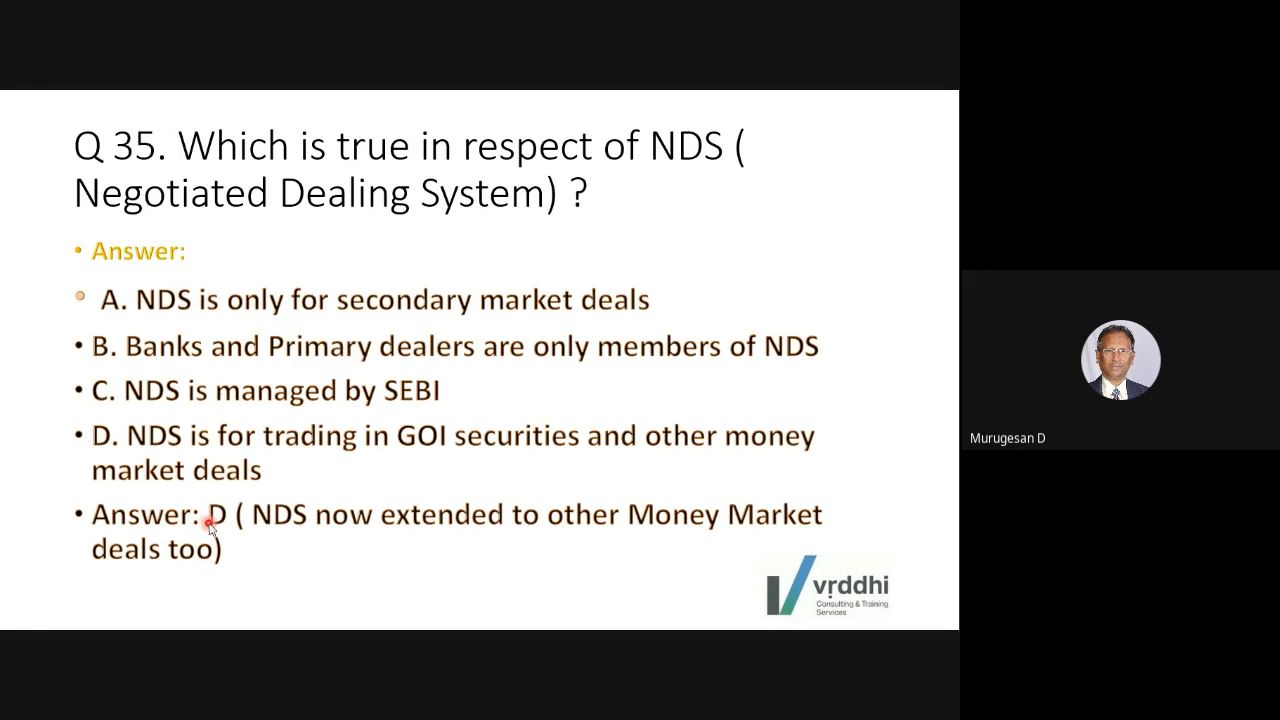 Q 35. Which is true in respect of NDS (
Negotiated Dealing System) ?
• Answer:
• A. NDS is only for secondary market deals
• B. Banks and Primary dealers are only members of NDS
• C. NDS is managed by SEBI
• D. NDS is for trading in GOI securities and other money
market deals
• Answer: D ( NDS now extended to other Money Market
deals too)
vṛddhi
Consulting & Training
Services
Murugesan D